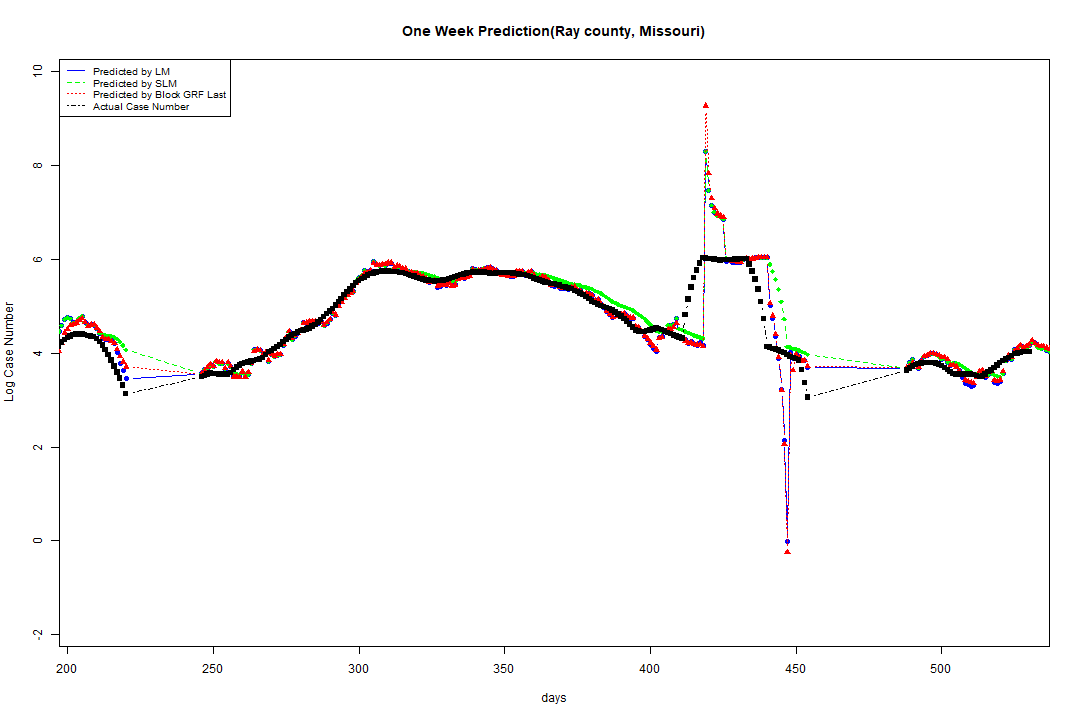 One Week Prediction(Ray county, Missouri)
Predicted by LM
Predicted by SLM
Predicted by Block GRF Last
Actual Case Number
10
8
6
4
2
0
-2
Log Case Number
200 250 300 350 400 450 500
days